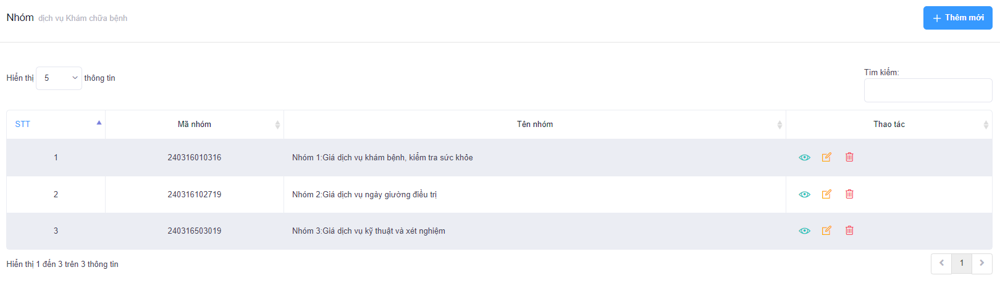 Nhóm dịch vụ Khám chữa bệnh
Thêm mới
Hiển thị 5 thông tin
Tìm kiếm:
STT Mã nhóm Tên nhóm Thao tác
1 240316010316 Nhóm 1:Giá dịch vụ khám bệnh, kiểm tra sức khỏe
2 240316102719 Nhóm 2:Giá dịch vụ ngày giường điều trị
3 240316503019 Nhóm 3:Giá dịch vụ kỹ thuật và xét nghiệm
Hiển thị 1 đến 3 trên 3 thông tin
1